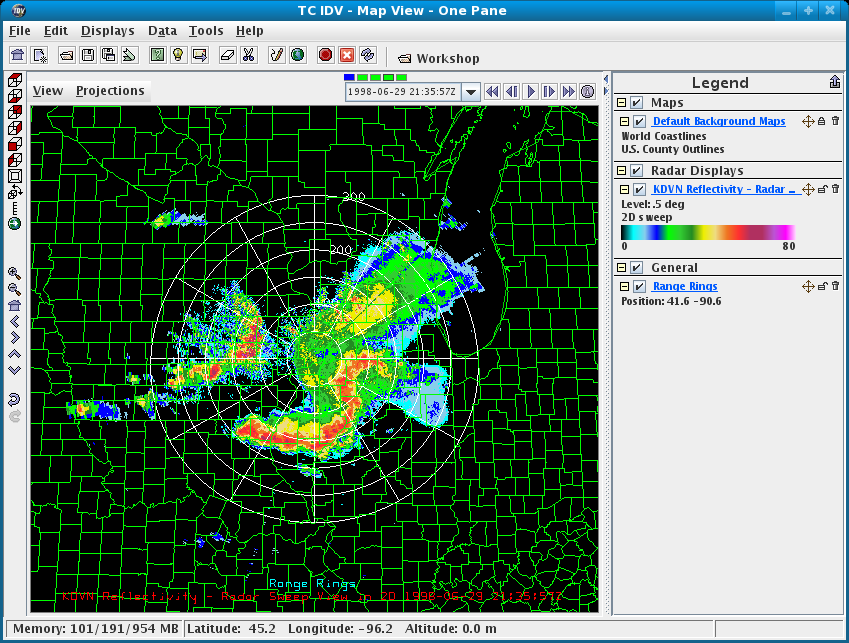 TC IDV - Map View - One Pane
File Edit Displays Data Tools Help
Workshop
View Projections
1998-06-29 21:35:57Z
300
200
Range Rings
KDVN Reflectivity - Radar Sweep View in 2D 1998-06-29 21:35:57Z
Legend
Maps
Default Background Maps
World Coastlines
U.S. County Outlines
Radar Displays
KDVN Reflectivity - Radar ...
Level: .5 deg
2D s weep
0 80
General
Range Rings
Position: 41.6 -90.6
Memory: 101/191/954 MB Latitude: 45.2 Longitude: -96.2 Altitude: 0.0 m